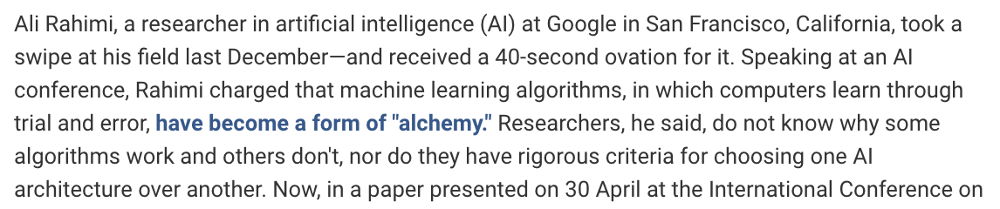 Ali Rahimi, a researcher in artificial intelligence (AI) at Google in San Francisco, California, took a
swipe at his field last December—and received a 40-second ovation for it. Speaking at an AI
conference, Rahimi charged that machine learning algorithms, in which computers learn through
trial and error, have become a form of "alchemy." Researchers, he said, do not know why some
algorithms work and others don't, nor do they have rigorous criteria for choosing one AI
architecture over another. Now, in a paper presented on 30 April at the International Conference on